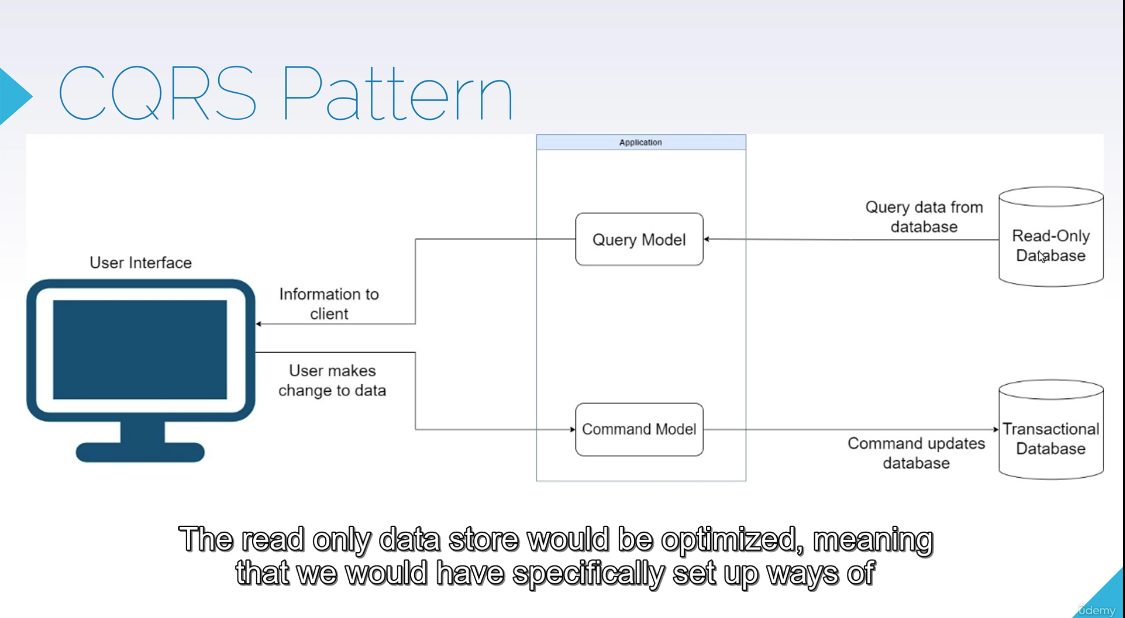 CQRS Pattern
Application
Query data from
database
Query Model
Read-Only
Database
User Interface
Information to
client
User makes
change to data
Command Model
Transactional
Database
Command updates
database
The read only data store would be optimized, meaning
that we would have specifically set up ways of
udemy